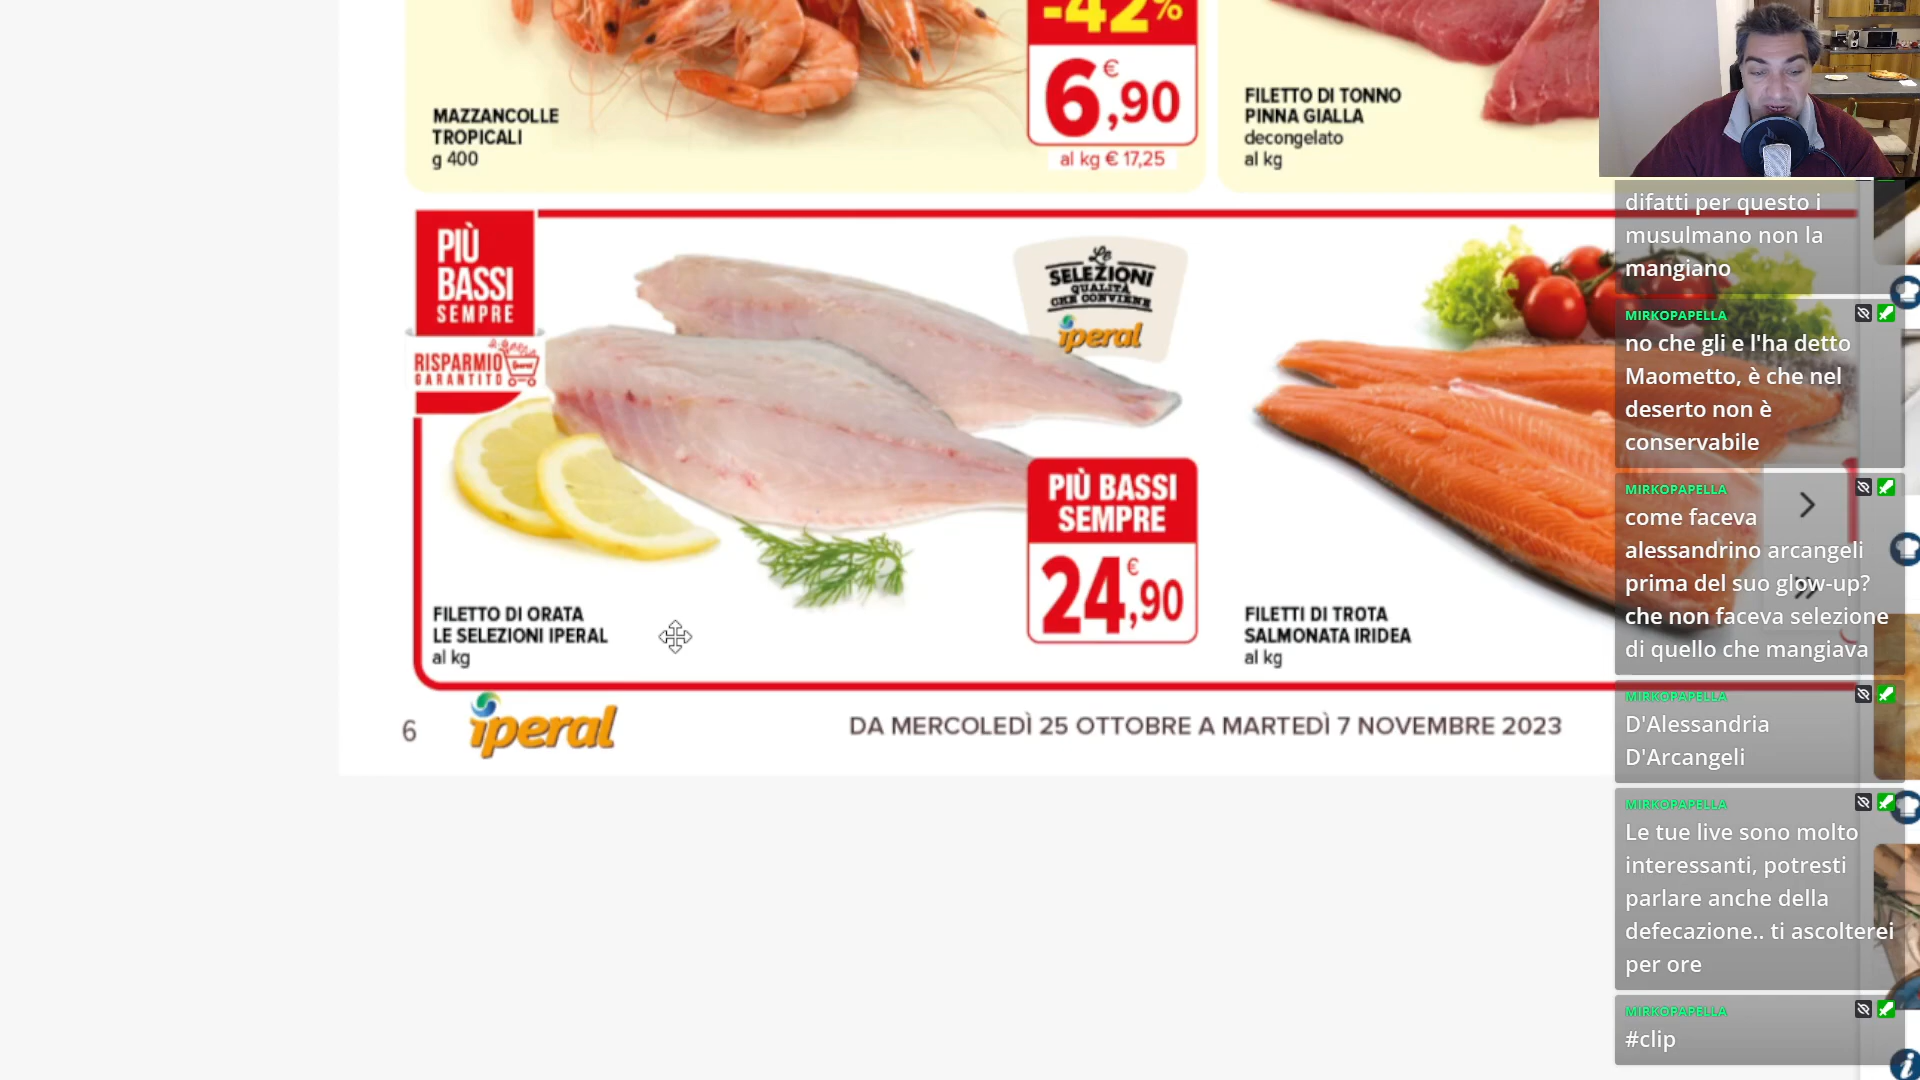 -42%
6,90 €
al kg € 17,25
MAZZANCOLLE
TROPICALI
g 400
FILETTO DI TONNO
PINNA GIALLA
decongelato
al kg
PIÙ
BASSI
SEMPRE
RISPARMIO
GARANTITO
Le
SELEZIONI
QUALITÀ
CHE CONVIENE
iperal
PIÙ BASSI
SEMPRE
24,90 €
FILETTO DI ORATA
LE SELEZIONI IPERAL
al kg
FILETTI DI TROTA
SALMONATA IRIDEA
al kg
6
iperal
DA MERCOLEDÌ 25 OTTOBRE A MARTEDÌ 7 NOVEMBRE 2023
difatti per questo i
musulmano non la
mangiano
MIRKOPAPELLA
no che gli e l'ha detto
Maometto, è che nel
deserto non è
conservabile
MIRKOPAPELLA
come faceva
alessandrino arcangeli
prima del suo glow-up?
che non faceva selezione
di quello che mangiava
MIRKOPAPELLA
D'Alessandria
D'Arcangeli
MIRKOPAPELLA
Le tue live sono molto
interessanti, potresti
parlare anche della
defecazione.. ti ascolterei
per ore
MIRKOPAPELLA
#clip